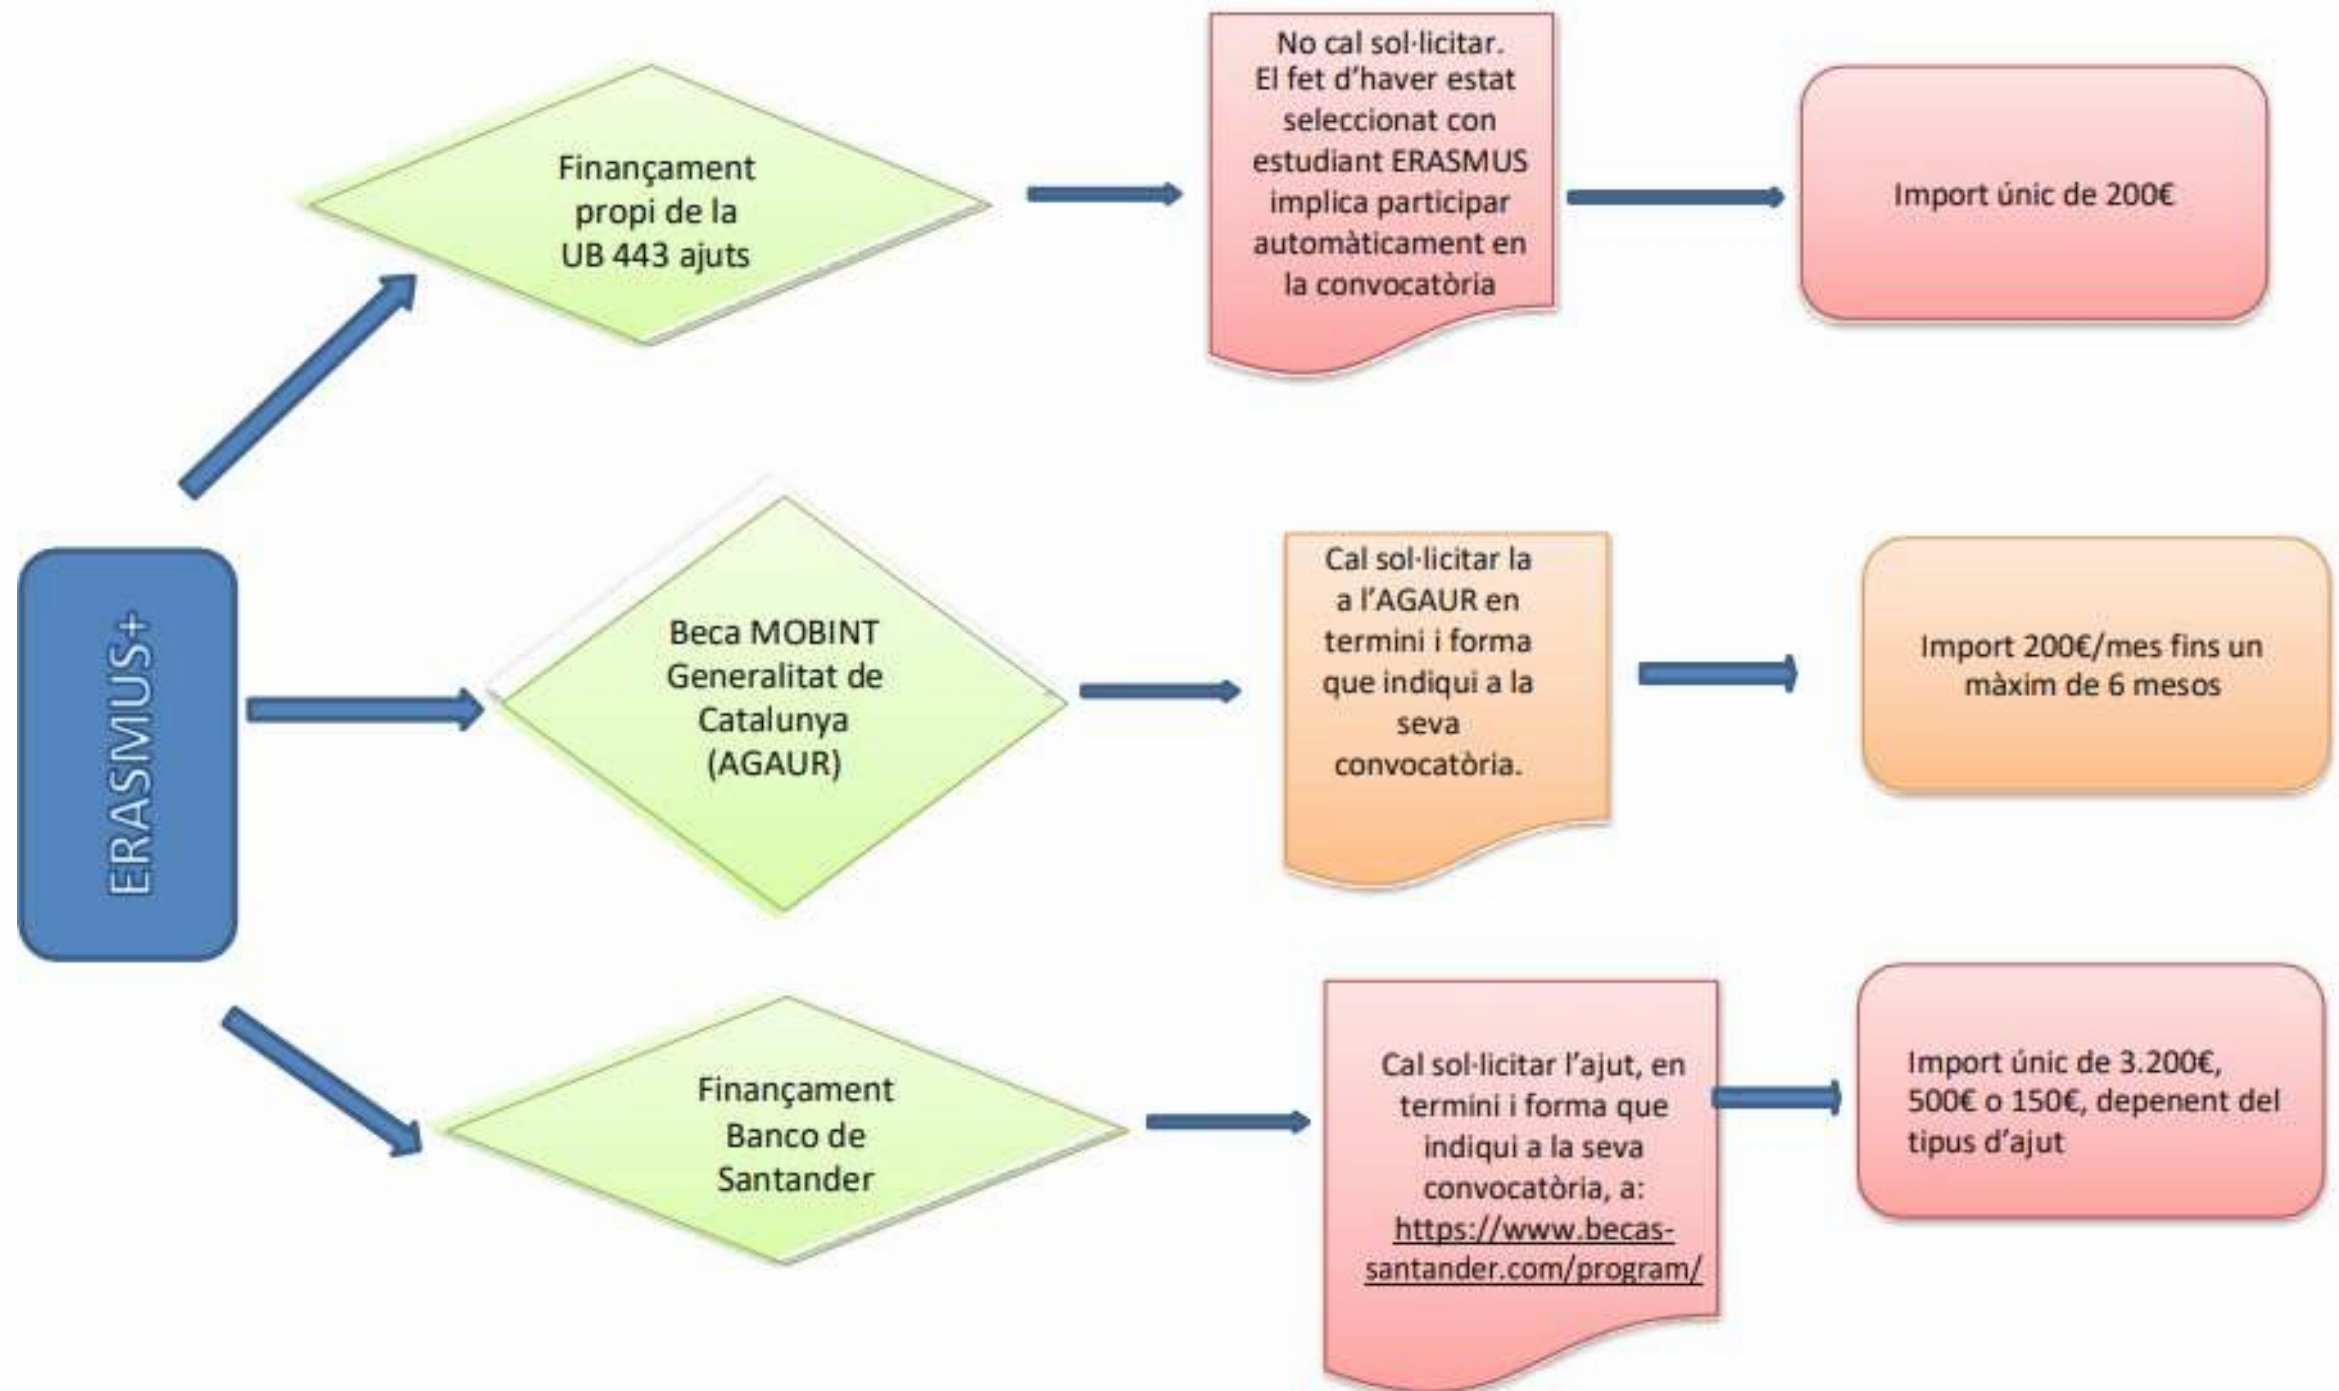 Finançament
propi de la
UB 443 ajuts
No cal sol·licitar.
El fet d'haver estat
seleccionat con
estudiant ERASMUS
implica participar
automàticament en
la convocatòria
Import únic de 200€
ERASMUS+
Beca MOBINT
Generalitat de
Catalunya
(AGAUR)
Cal sol·licitar la
a l'AGAUR en
termini i forma
que indiqui a la
seva
convocatòria.
Import 200€/mes fins un
màxim de 6 mesos
Finançament
Banco de
Santander
Cal sol·licitar l'ajut, en
termini i forma que
indiqui a la seva
convocatòria, a:
https://www.becas-
santander.com/program/
Import únic de 3.200€,
500€ o 150€, depenent del
tipus d'ajut